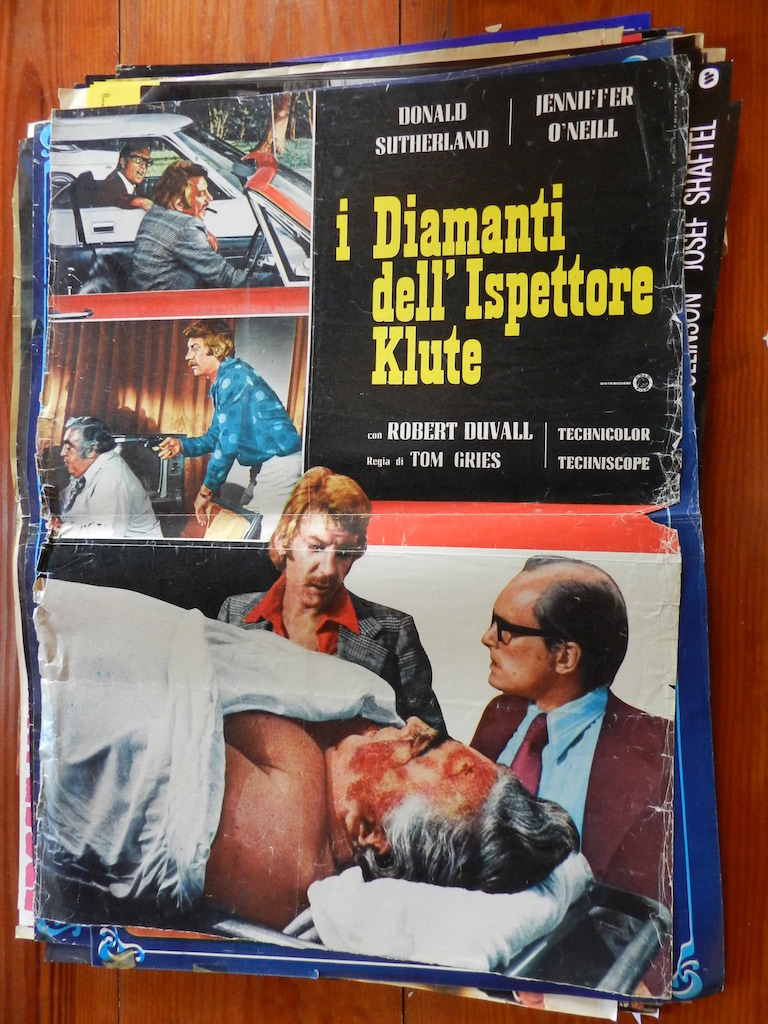 DONALD
SUTHERLAND
JENNIFFER
O'NEILL
i Diamanti
dell' Ispettore
Klute
DISTRIBUZIONE
con ROBERT DUVALL
Regia di TOM GRIES
TECHNICOLOR
TECHNISCOPE
JOSEF SHAFTEL